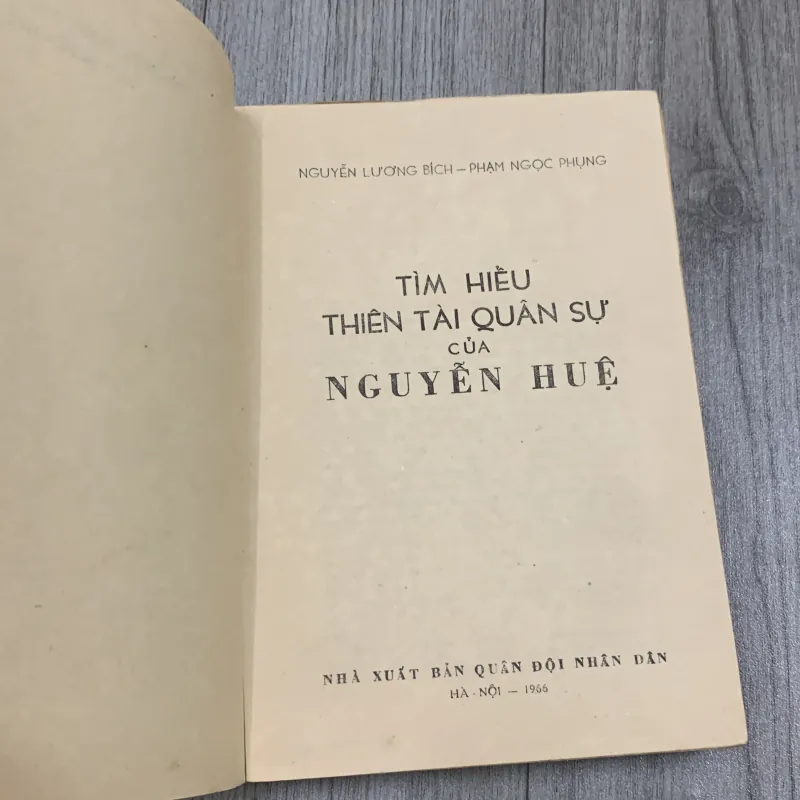 NGUYỄN LƯƠNG BÍCH – PHẠM NGỌC PHỤNG
TÌM HIỂU
THIÊN TÀI QUÂN SỰ
CỦA
NGUYỄN HUỆ
NHÀ XUẤT BẢN QUÂN ĐỘI NHÂN DÂN
HÀ-NỘI – 1966